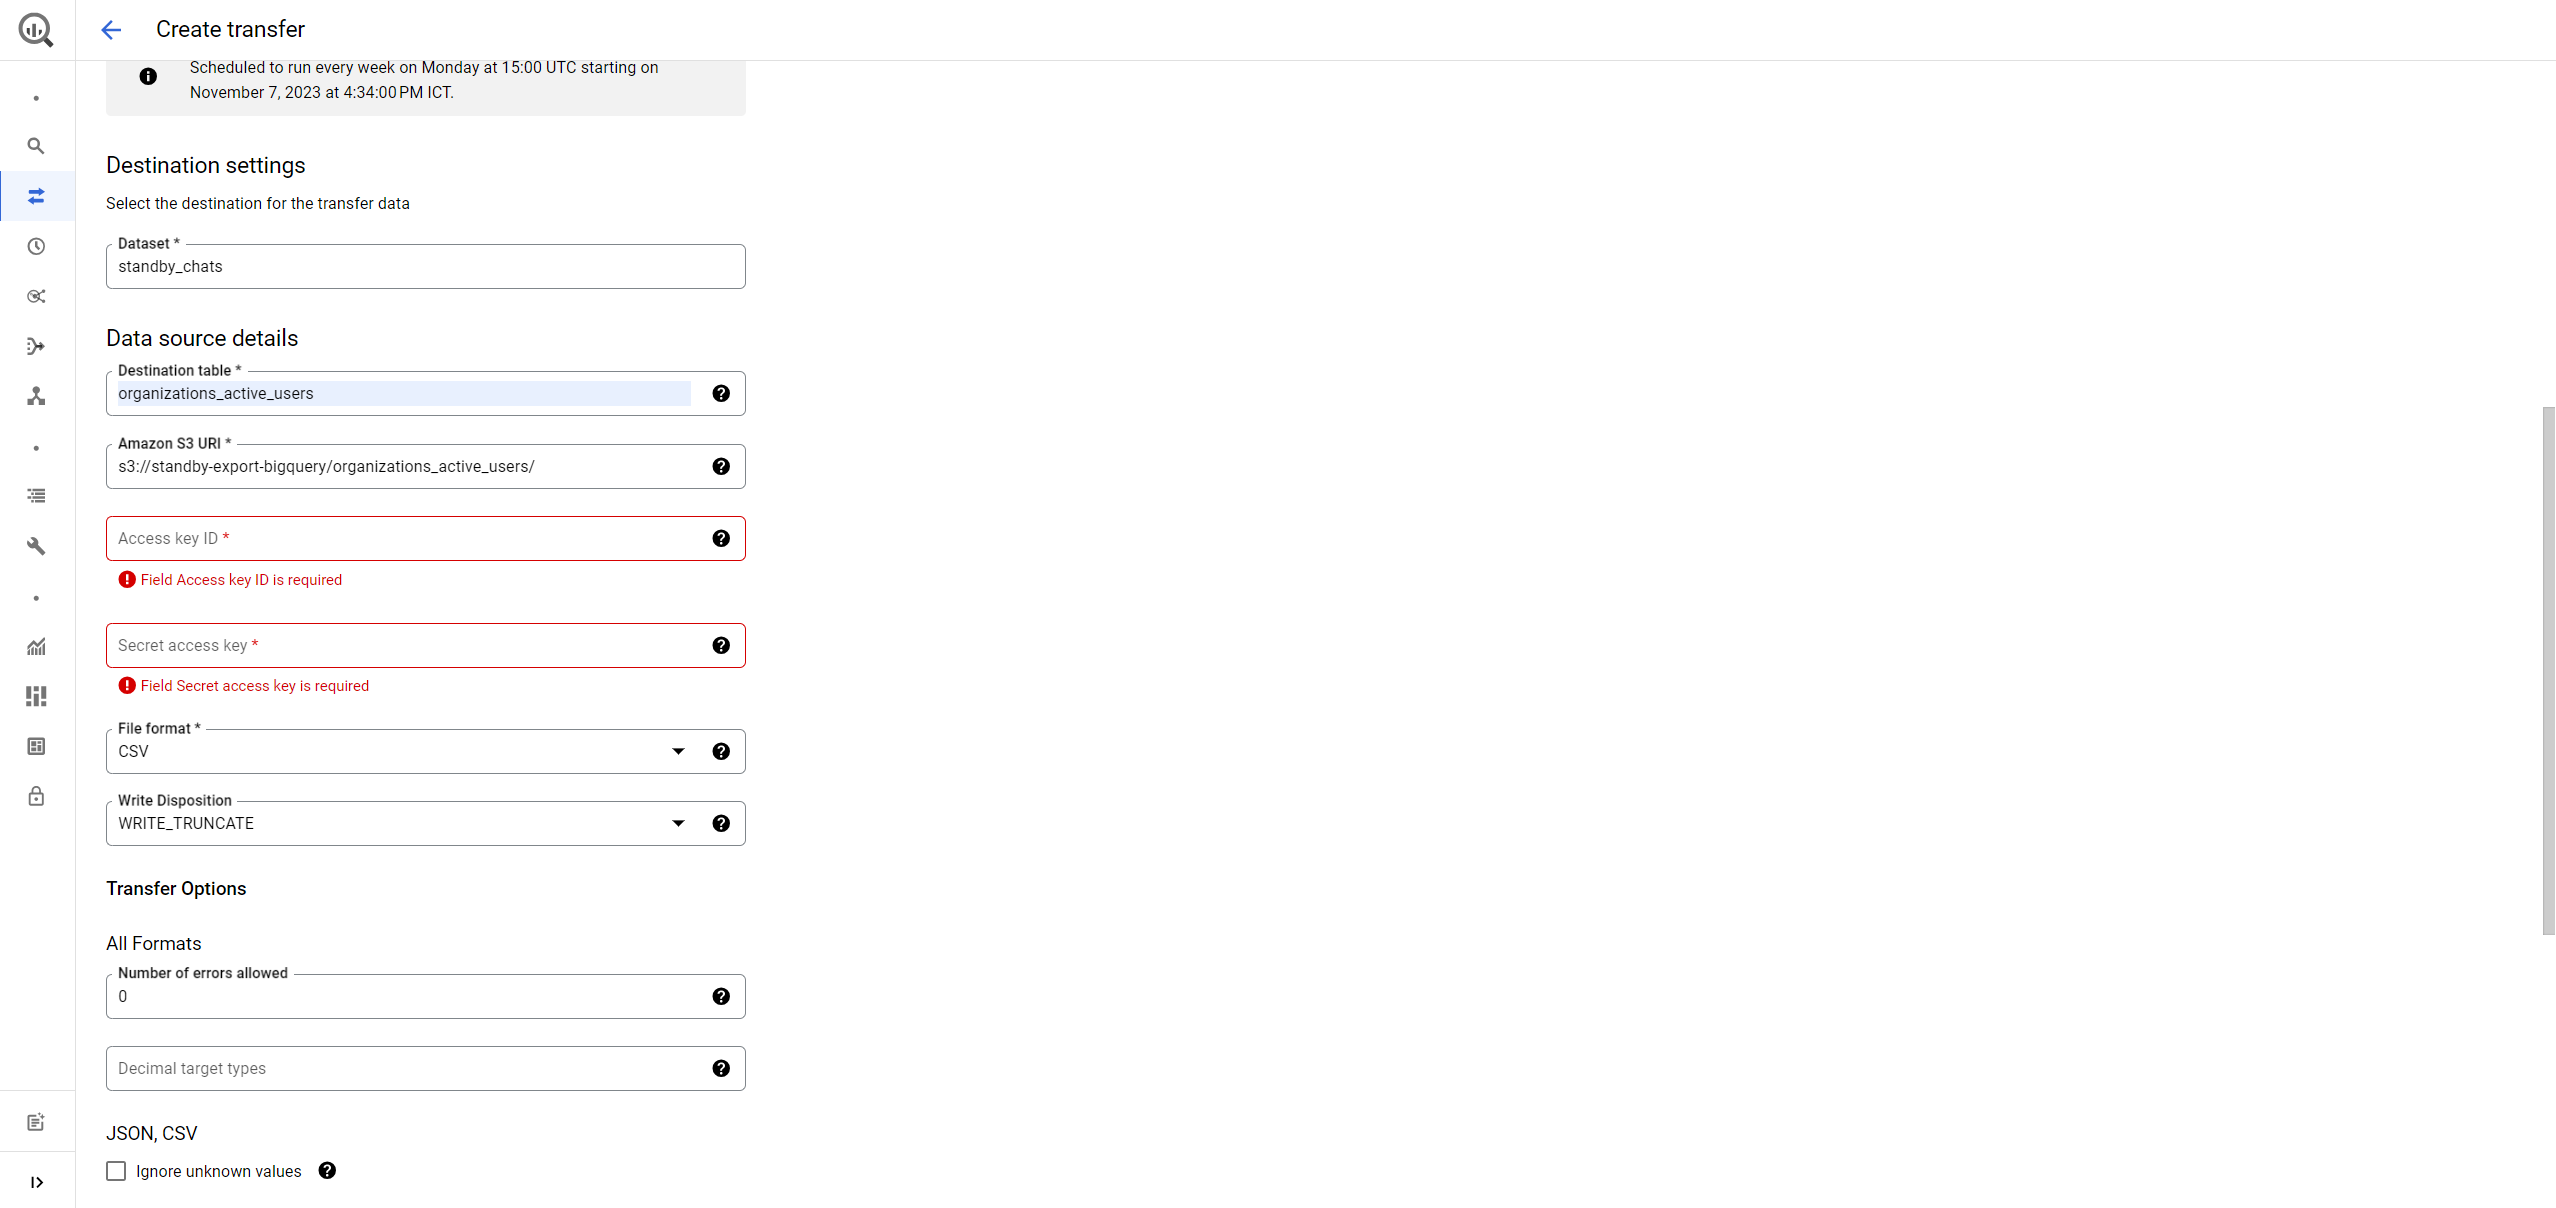 Create transfer
Scheduled to run every week on Monday at 15:00 UTC starting on
November 7, 2023 at 4:34:00 PM ICT.
Destination settings
Select the destination for the transfer data
Dataset *
standby_chats
Data source details
Destination table *
organizations_active_users
Amazon S3 URI *
s3://standby-export-bigquery/organizations_active_users/
Access key ID *
Field Access key ID is required
Secret access key *
Field Secret access key is required
File format *
CSV
Write Disposition
WRITE_TRUNCATE
Transfer Options
All Formats
Number of errors allowed
0
Decimal target types
JSON, CSV
Ignore unknown values